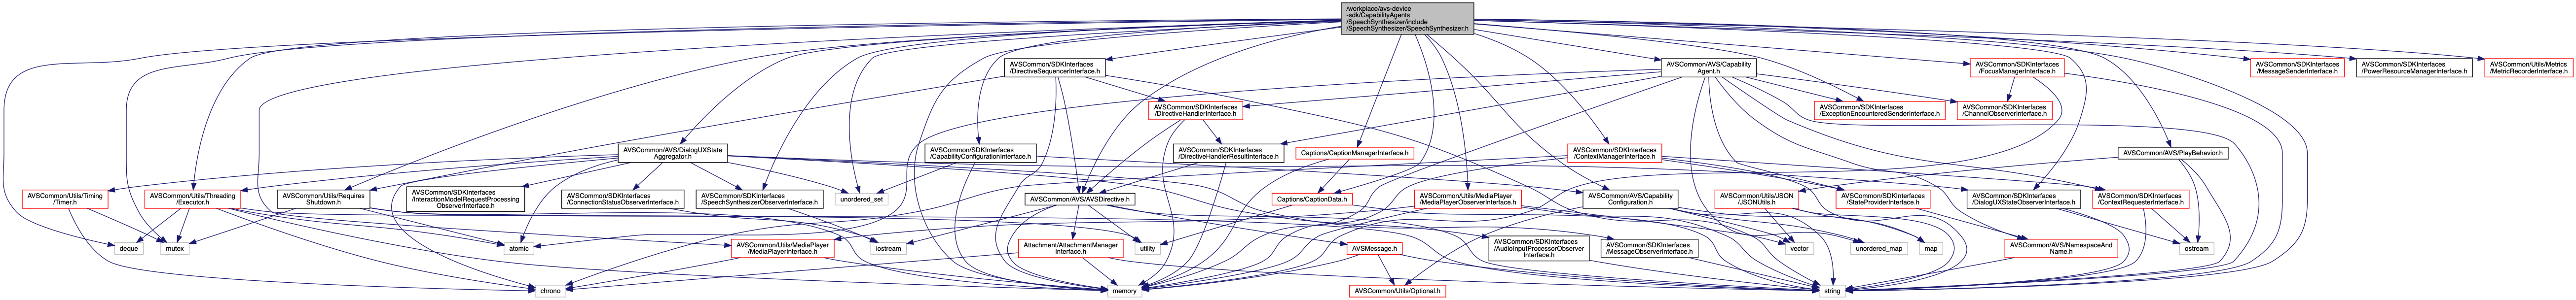 /workplace/avs-device
-sdk/CapabilityAgents
/SpeechSynthesizer/include
/SpeechSynthesizer/SpeechSynthesizer.h
AVSCommon/SDKInterfaces
/DirectiveSequencerInterface.h
AVSCommon/AVS/Capability
Agent.h
AVSCommon/SDKInterfaces
/FocusManagerInterface.h
AVSCommon/SDKInterfaces
/MessageSenderInterface.h
AVSCommon/SDKInterfaces
/PowerResourceManagerInterface.h
AVSCommon/Utils/Metrics
/MetricRecorderInterface.h
AVSCommon/SDKInterfaces
/DirectiveHandlerInterface.h
AVSCommon/SDKInterfaces
/ExceptionEncounteredSenderInterface.h
AVSCommon/SDKInterfaces
/ChannelObserverInterface.h
AVSCommon/AVS/DialogUXState
Aggregator.h
AVSCommon/SDKInterfaces
/CapabilityConfigurationInterface.h
AVSCommon/SDKInterfaces
/DirectiveHandlerResultInterface.h
Captions/CaptionManagerInterface.h
AVSCommon/SDKInterfaces
/ContextManagerInterface.h
AVSCommon/AVS/PlayBehavior.h
AVSCommon/Utils/Timing
/Timer.h
AVSCommon/Utils/Threading
/Executor.h
AVSCommon/Utils/Requires
Shutdown.h
AVSCommon/SDKInterfaces
/InteractionModelRequestProcessing
ObserverInterface.h
AVSCommon/SDKInterfaces
/ConnectionStatusObserverInterface.h
AVSCommon/SDKInterfaces
/SpeechSynthesizerObserverInterface.h
unordered_set
AVSCommon/AVS/AVSDirective.h
Captions/CaptionData.h
AVSCommon/Utils/MediaPlayer
/MediaPlayerObserverInterface.h
AVSCommon/AVS/Capability
Configuration.h
AVSCommon/Utils/JSON
/JSONUtils.h
AVSCommon/SDKInterfaces
/StateProviderInterface.h
AVSCommon/SDKInterfaces
/DialogUXStateObserverInterface.h
AVSCommon/SDKInterfaces
/ContextRequesterInterface.h
deque
mutex
atomic
AVSCommon/Utils/MediaPlayer
/MediaPlayerInterface.h
iostream
Attachment/AttachmentManager
Interface.h
utility
AVSMessage.h
AVSCommon/SDKInterfaces
/AudioInputProcessorObserver
Interface.h
AVSCommon/SDKInterfaces
/MessageObserverInterface.h
vector
unordered_map
map
AVSCommon/AVS/NamespaceAnd
Name.h
ostream
chrono
memory
AVSCommon/Utils/Optional.h
string